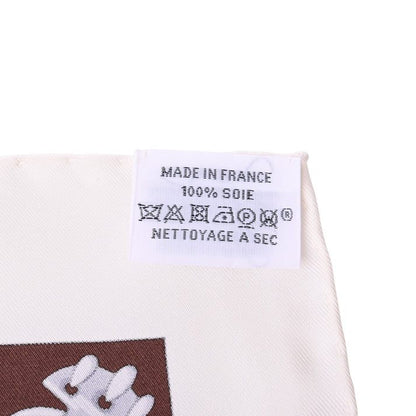 MADE IN FRANCE
100% SOIE
®
NETTOYAGE A SEC